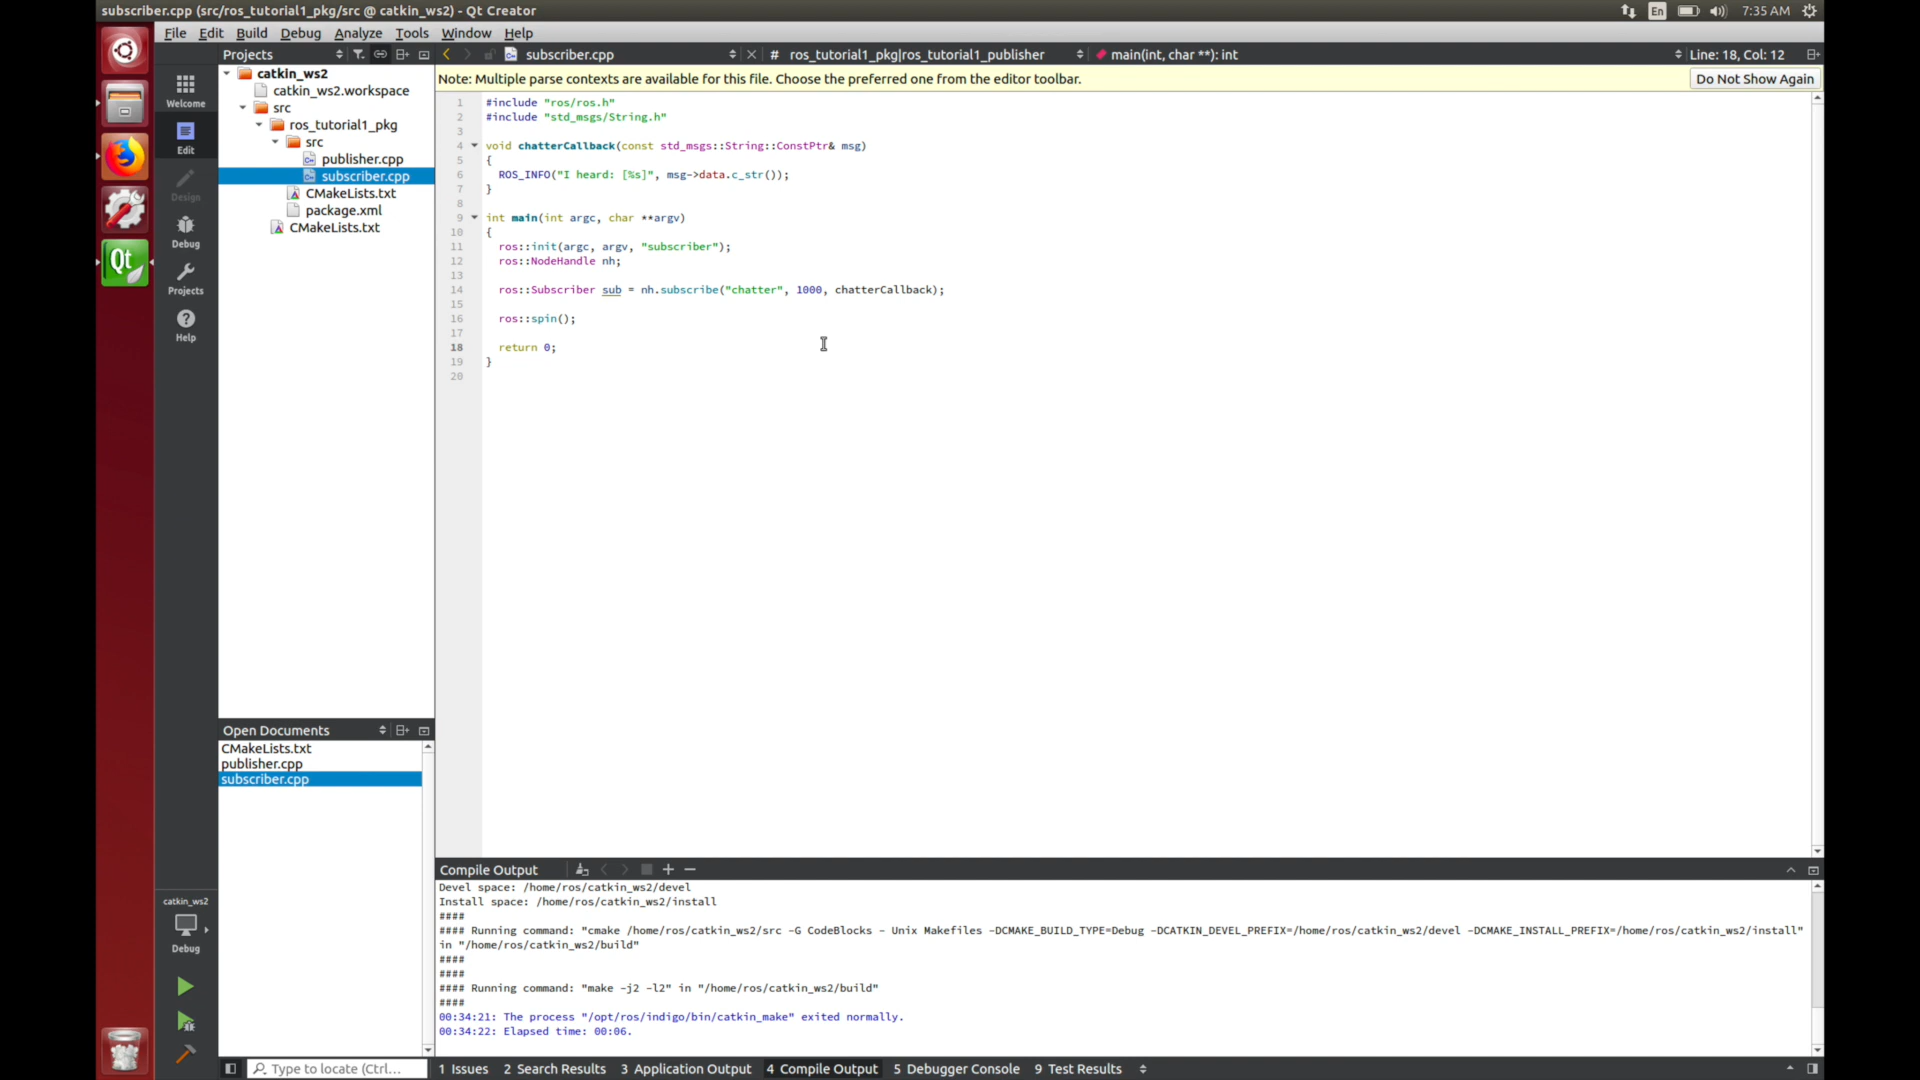 subscriber.cpp (src/ros_tutorial1_pkg/src @ catkin_ws2) - Qt Creator
En
7:35 AM
File Edit Build Debug Analyze Tools Window Help
Projects
subscriber.cpp
# ros_tutorial1_pkg|ros_tutorial1_publisher
main(int, char **): int
Line: 18, Col: 12
Note: Multiple parse contexts are available for this file. Choose the preferred one from the editor toolbar.
Do Not Show Again
Welcome
Edit
Design
Debug
Projects
Help
catkin_ws2
catkin_ws2.workspace
src
ros_tutorial1_pkg
src
publisher.cpp
subscriber.cpp
CMakeLists.txt
package.xml
CMakeLists.txt
1 #include "ros/ros.h"
2 #include "std_msgs/String.h"
3
4 void chatterCallback(const std_msgs::String::ConstPtr& msg)
5 {
6 ROS_INFO("I heard: [%s]", msg->data.c_str());
7 }
8
9 int main(int argc, char **argv)
10 {
11 ros::init(argc, argv, "subscriber");
12 ros::NodeHandle nh;
13
14 ros::Subscriber sub = nh.subscribe("chatter", 1000, chatterCallback);
15
16 ros::spin();
17
18 return 0;
19 }
20
Open Documents
CMakeLists.txt
publisher.cpp
subscriber.cpp
catkin_ws2
Debug
Qt
Compile Output
Devel space: /home/ros/catkin_ws2/devel
Install space: /home/ros/catkin_ws2/install
####
#### Running command: "cmake /home/ros/catkin_ws2/src -G CodeBlocks - Unix Makefiles -DCMAKE_BUILD_TYPE=Debug -DCATKIN_DEVEL_PREFIX=/home/ros/catkin_ws2/devel -DCMAKE_INSTALL_PREFIX=/home/ros/catkin_ws2/install"
in "/home/ros/catkin_ws2/build"
####
####
#### Running command: "make -j2 -l2" in "/home/ros/catkin_ws2/build"
####
00:34:21: The process "/opt/ros/indigo/bin/catkin_make" exited normally.
00:34:22: Elapsed time: 00:06.
Type to locate (Ctrl...
1 Issues 2 Search Results 3 Application Output 4 Compile Output 5 Debugger Console 9 Test Results